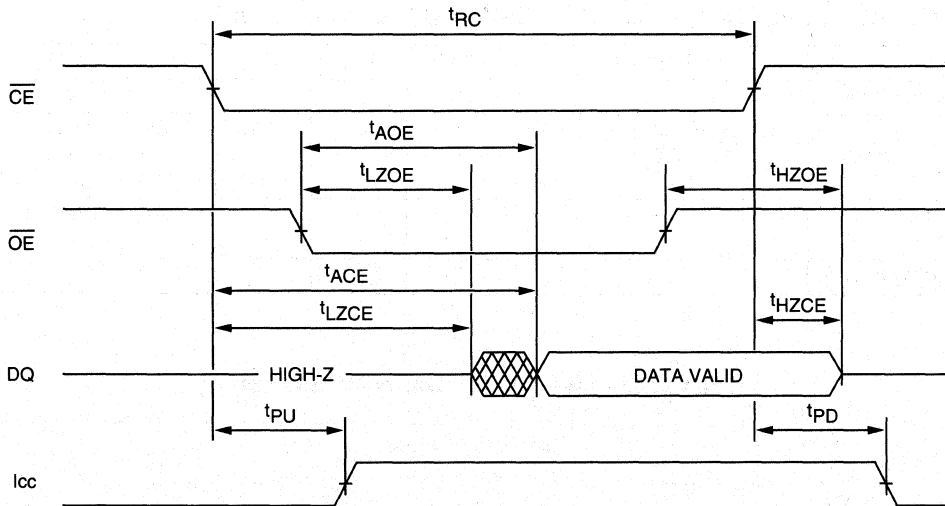 tRC
CE
tAOE
tLZOE
tHZOE
OE
tACE
tLZCE
tHZCE
DQ HIGH-Z DATA VALID
tPU
tPD
Icc